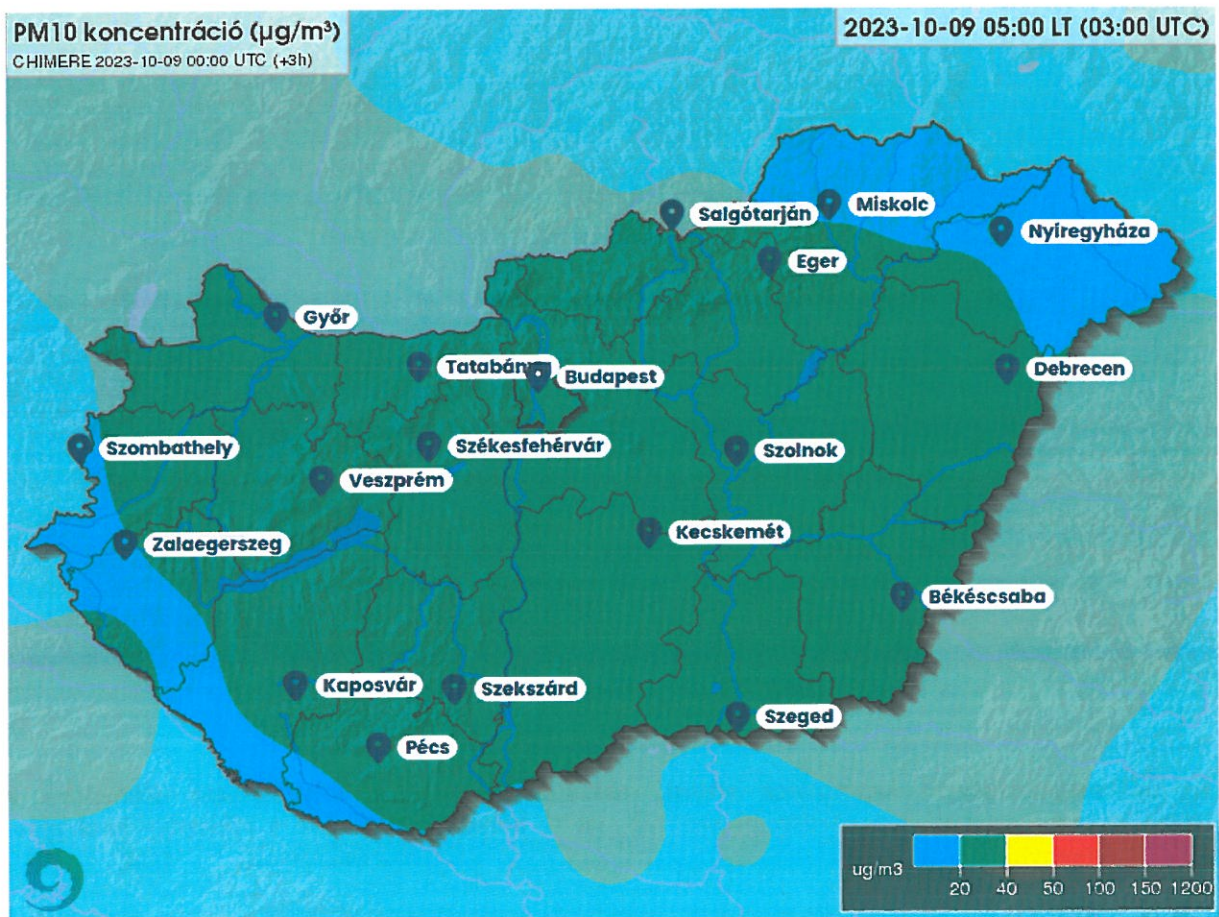 PM10 koncentráció (µg/m³)
CHIMERE 2023-10-09 00:00 UTC (+3h)
2023-10-09 05:00 LT (03:00 UTC)
Salgótarján
Miskolc
Nyíregyháza
Eger
Győr
Tatabánya
Budapest
Debrecen
Szombathely
Székesfehérvár
Szolnok
Veszprém
Zalaegerszeg
Kecskemét
Békéscsaba
Kaposvár
Szekszárd
Szeged
Pécs
ug/m3
20 40 50 100 150 1200